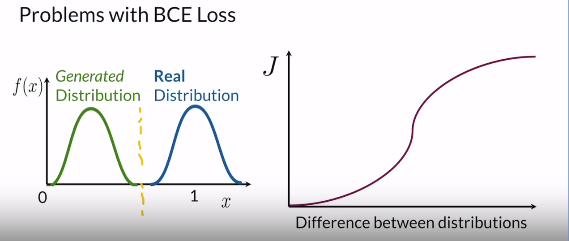 Problems with BCE Loss
f(x)
Generated
Distribution
Real
Distribution
0
1
x
J
Difference between distributions